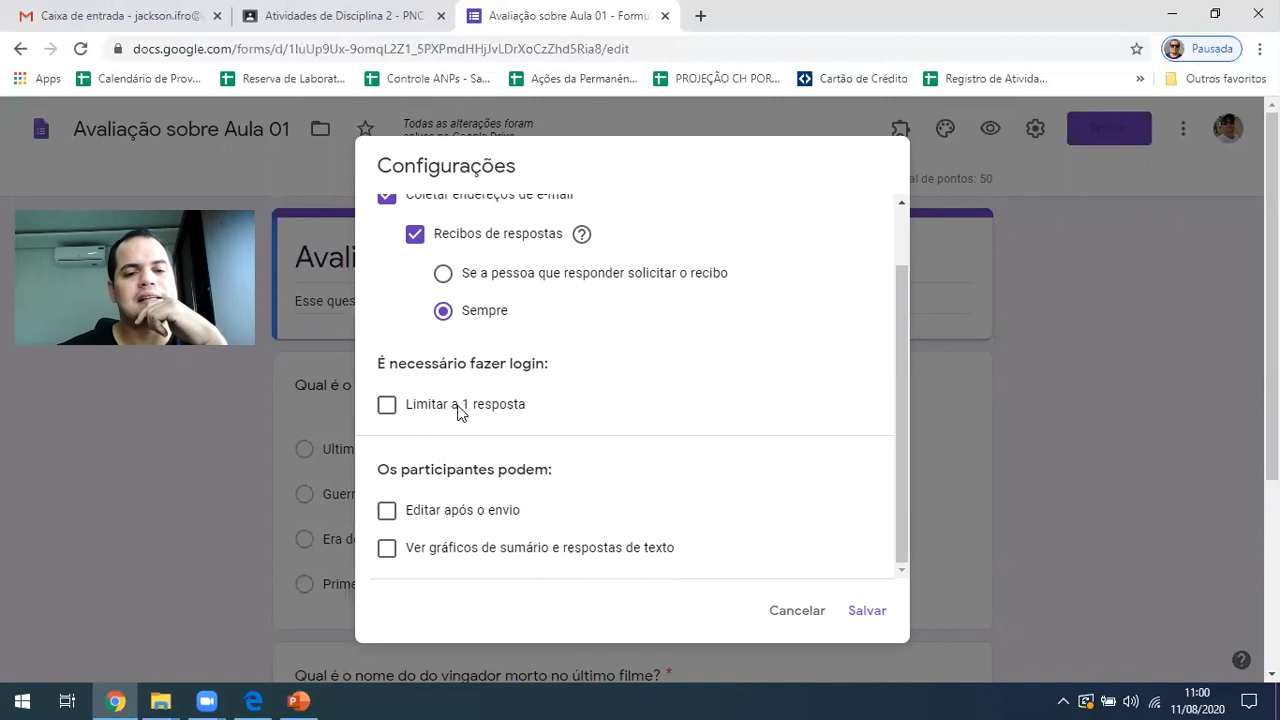 Caixa de entrada - jackson.ifro@
Atividades de Disciplina 2 - PNC
Avaliação sobre Aula 01 - Formu
docs.google.com/forms/d/1IuUp9Ux-9omqL2Z1_5PXPmdHHjJvLDrXoCzZhd5Ria8/edit
Pausada
Apps
Calendário de Prov...
Reserva de Laborat...
Controle ANPs - Sa...
Ações da Permanên...
PROJEÇÃO CH POR...
Cartão de Crédito
Registro de Ativida...
»
Outros favoritos
Avaliação sobre Aula 01
Todas as alterações foram
Configurações
al de pontos: 50
Coletar endereços de e-mail
Recibos de respostas
Avali
Se a pessoa que responder solicitar o recibo
Esse ques
Sempre
É necessário fazer login:
Qual é o
Limitar a 1 resposta
Ultim
Os participantes podem:
Guerr
Editar após o envio
Era d
Ver gráficos de sumário e respostas de texto
Prime
Cancelar
Salvar
Qual é o nome do do vingador morto no último filme? *
11:00
11/08/2020